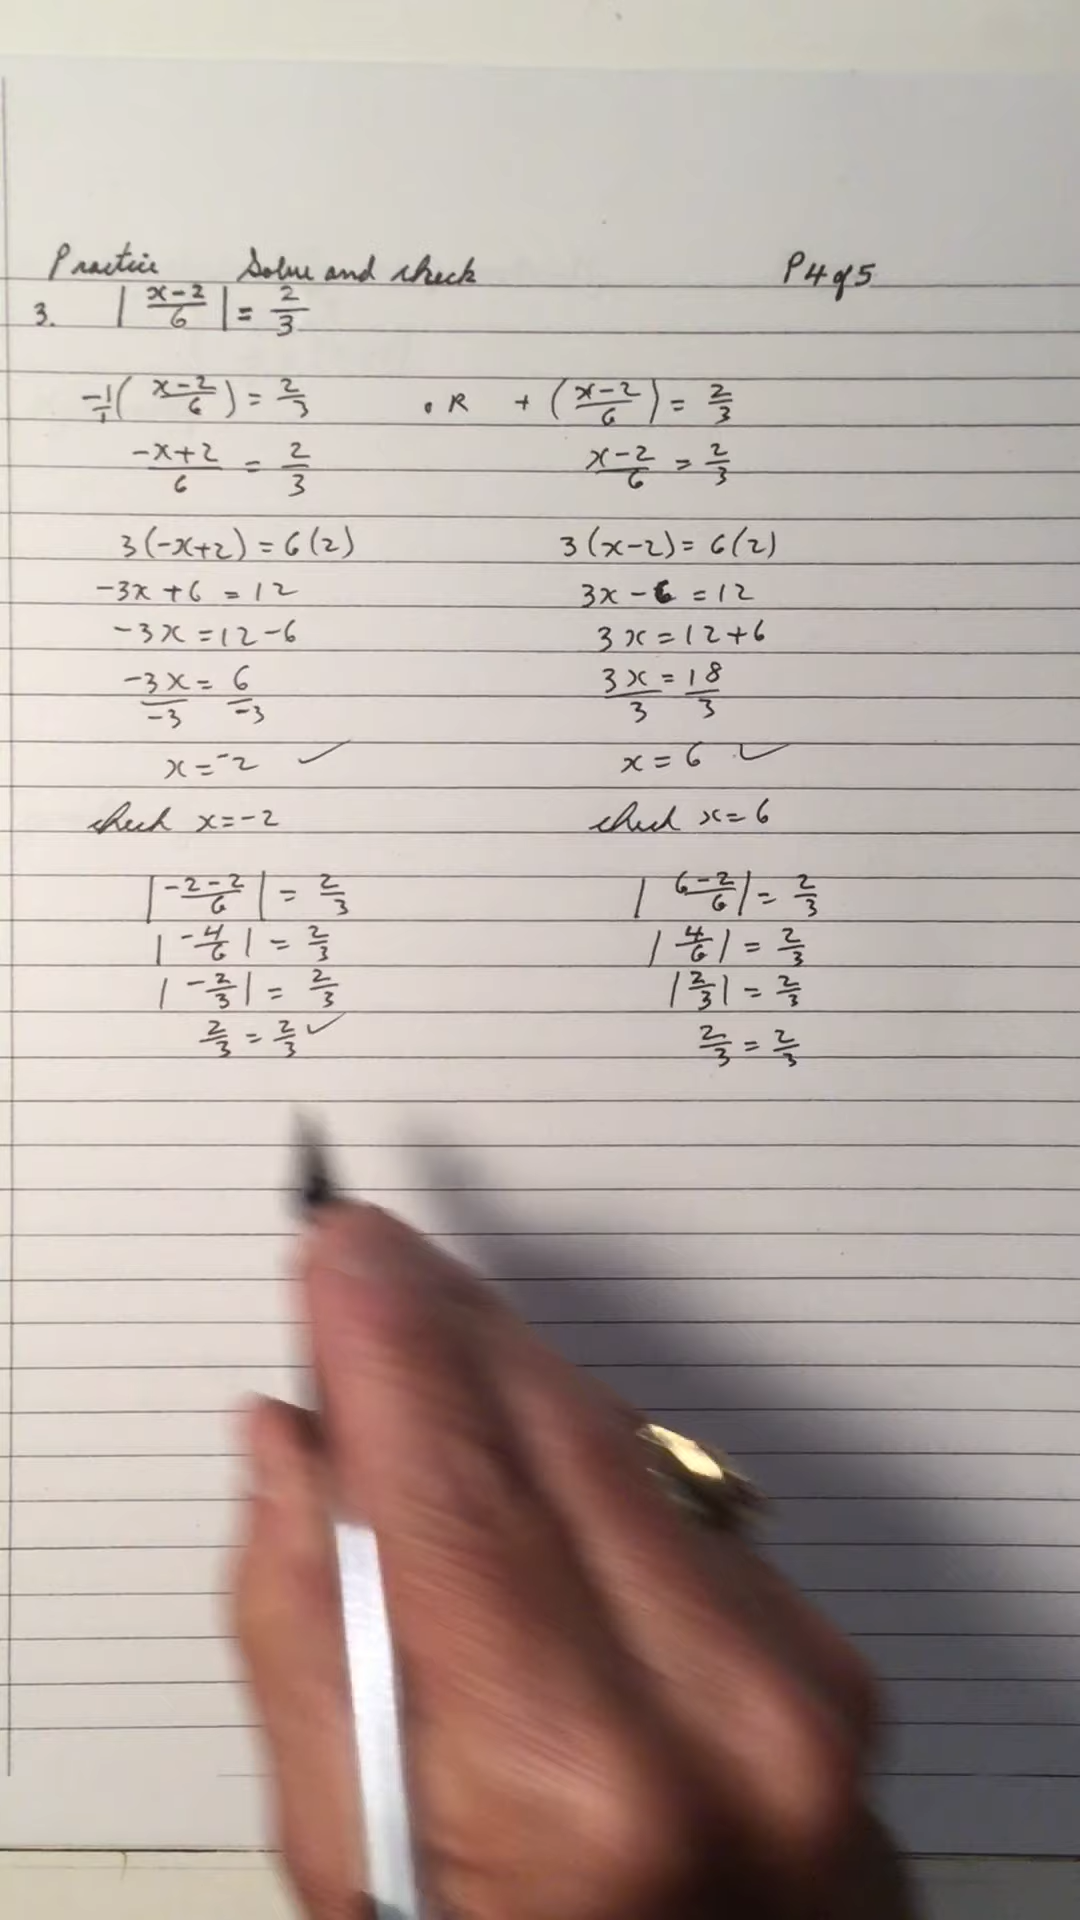 Practice Solve and check P4 of 5
3. | (x-2)/6 | = 2/3
-1/1 ( (x-2)/6 ) = 2/3 OR + ( (x-2)/6 ) = 2/3
(-x+2)/6 = 2/3 (x-2)/6 = 2/3
3(-x+2) = 6(2) 3(x-2) = 6(2)
-3x + 6 = 12 3x - 6 = 12
-3x = 12 - 6 3x = 12 + 6
-3x/-3 = 6/-3 3x/3 = 18/3
x = -2 ✓ x = 6 ✓
check x = -2 check x = 6
| (-2-2)/6 | = 2/3 | (6-2)/6 | = 2/3
| -4/6 | = 2/3 | 4/6 | = 2/3
| -2/3 | = 2/3 | 2/3 | = 2/3
2/3 = 2/3 ✓ 2/3 = 2/3